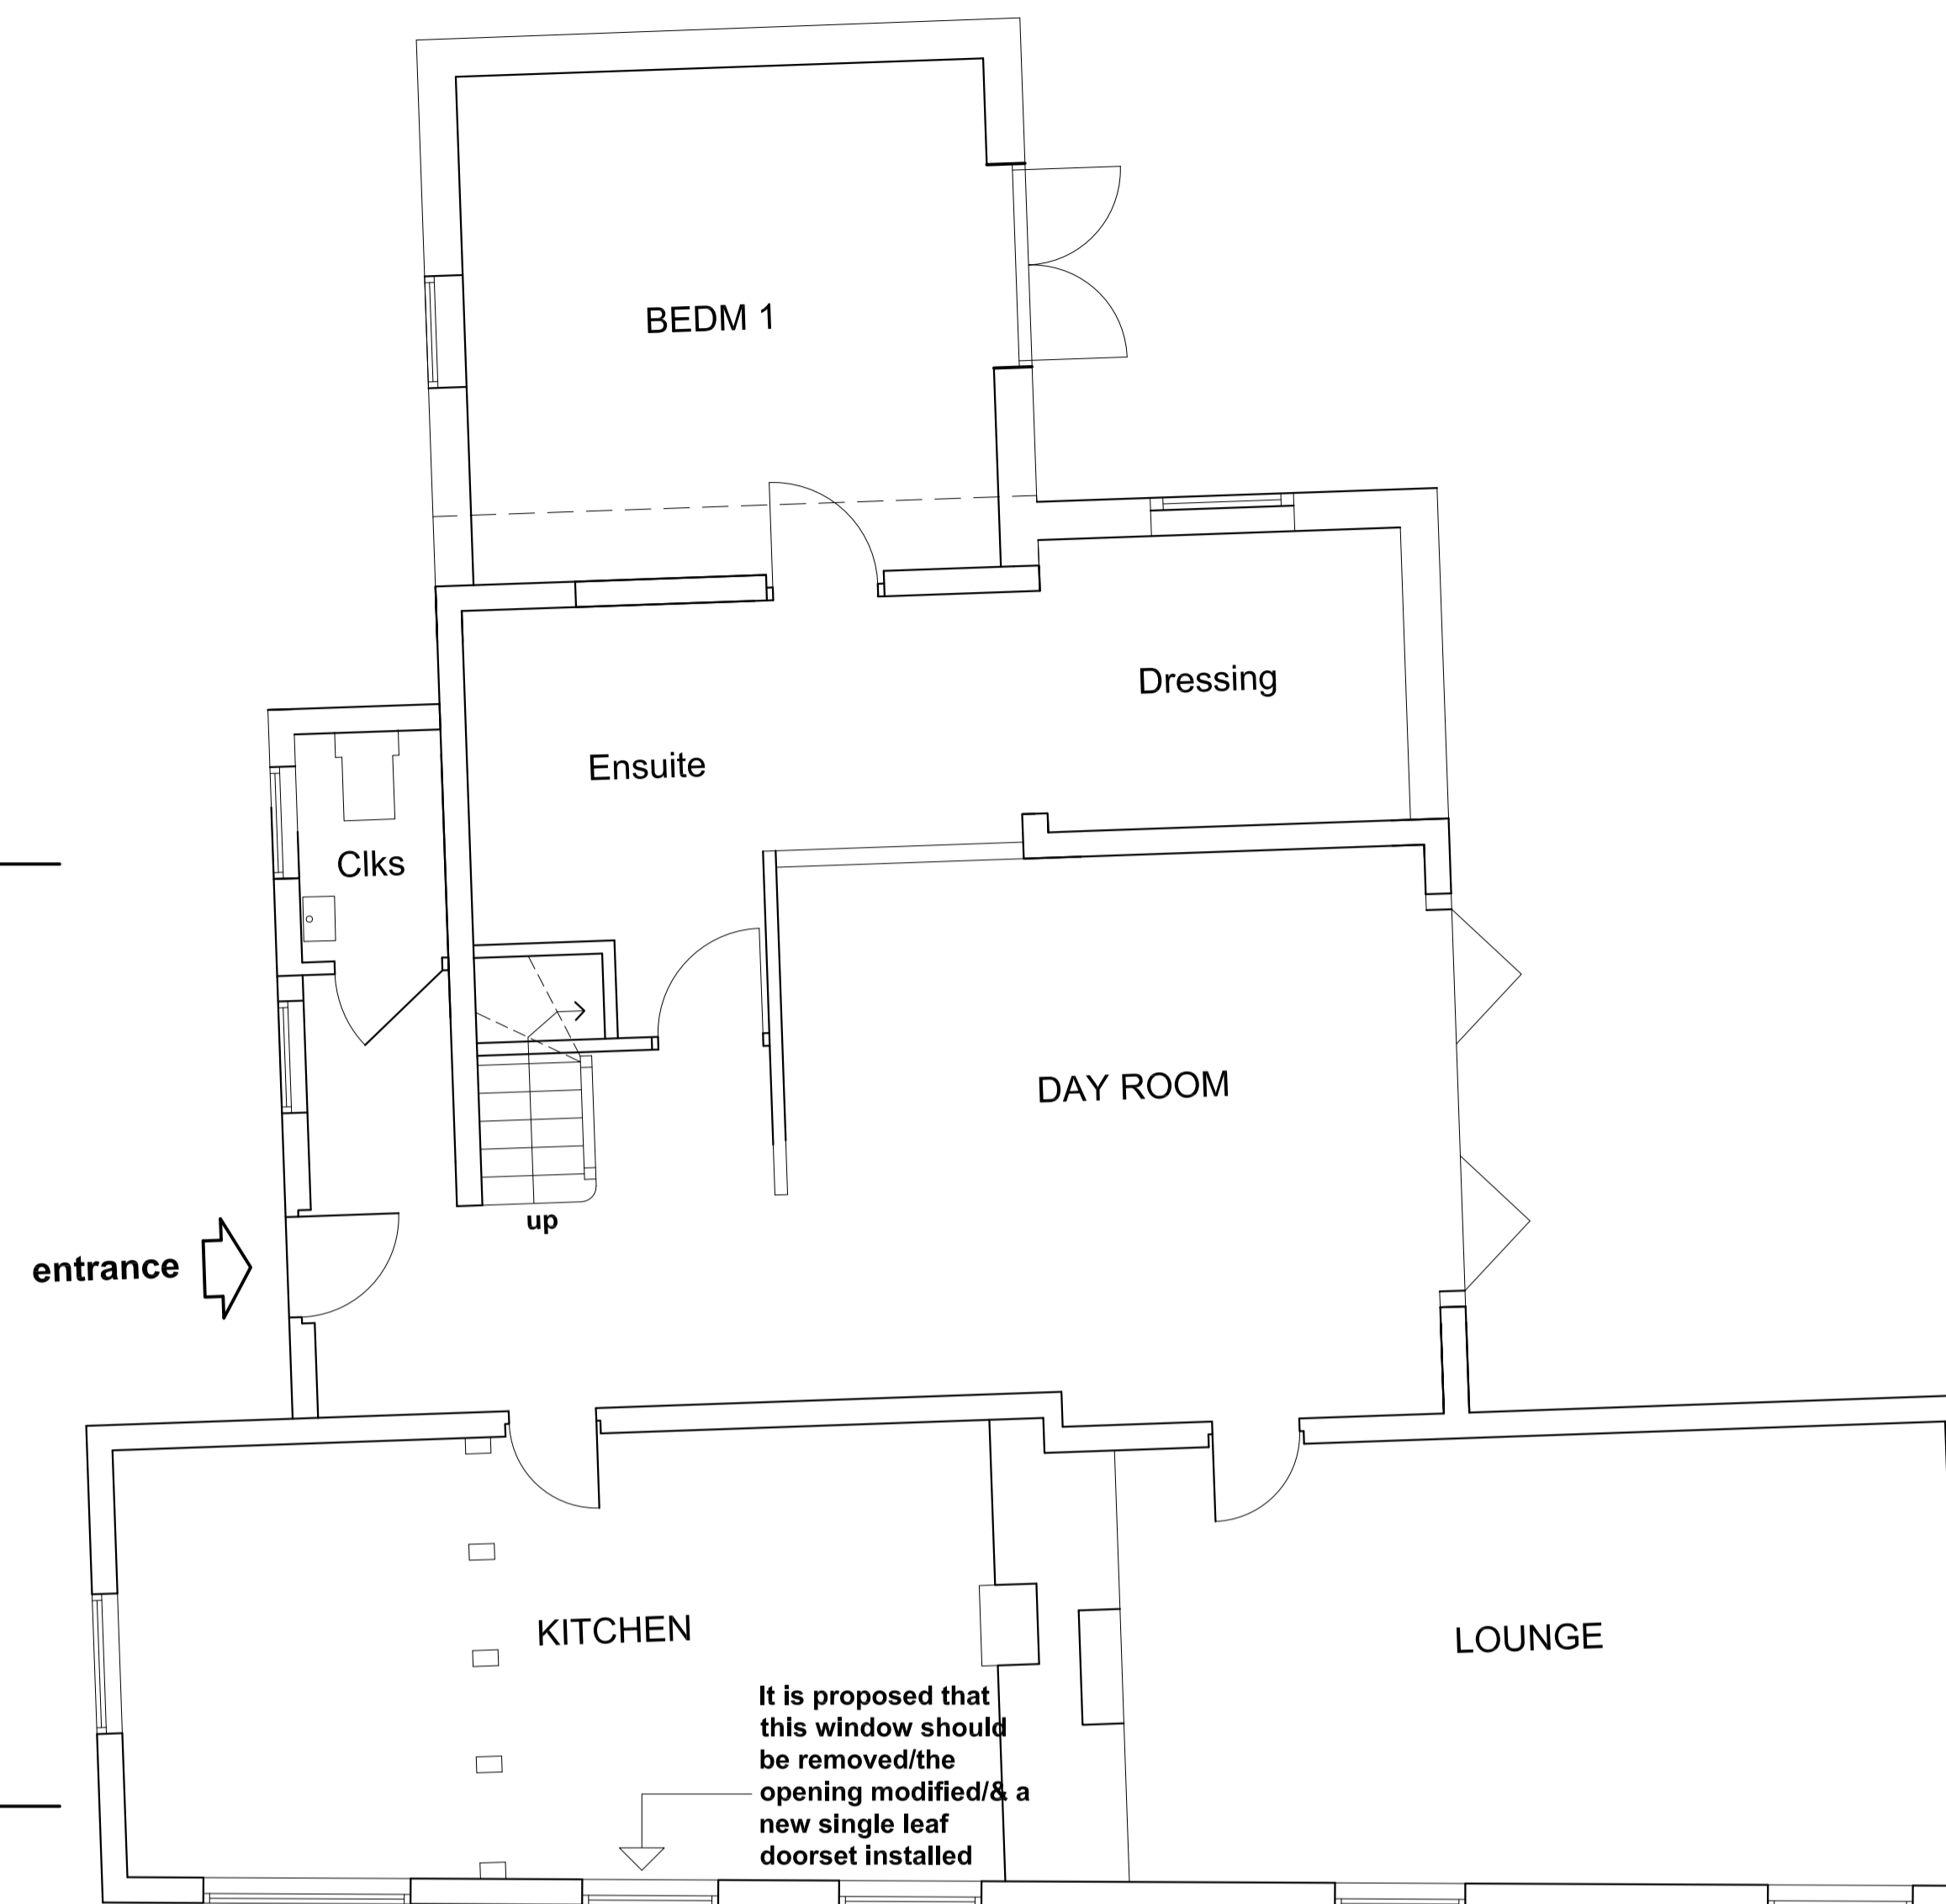 BEDM 1
Dressing
Ensuite
Clks
DAY ROOM
up
entrance
KITCHEN
LOUNGE
It is proposed that
this window should
be removed/the
opening modified/& a
new single leaf
doorset installed